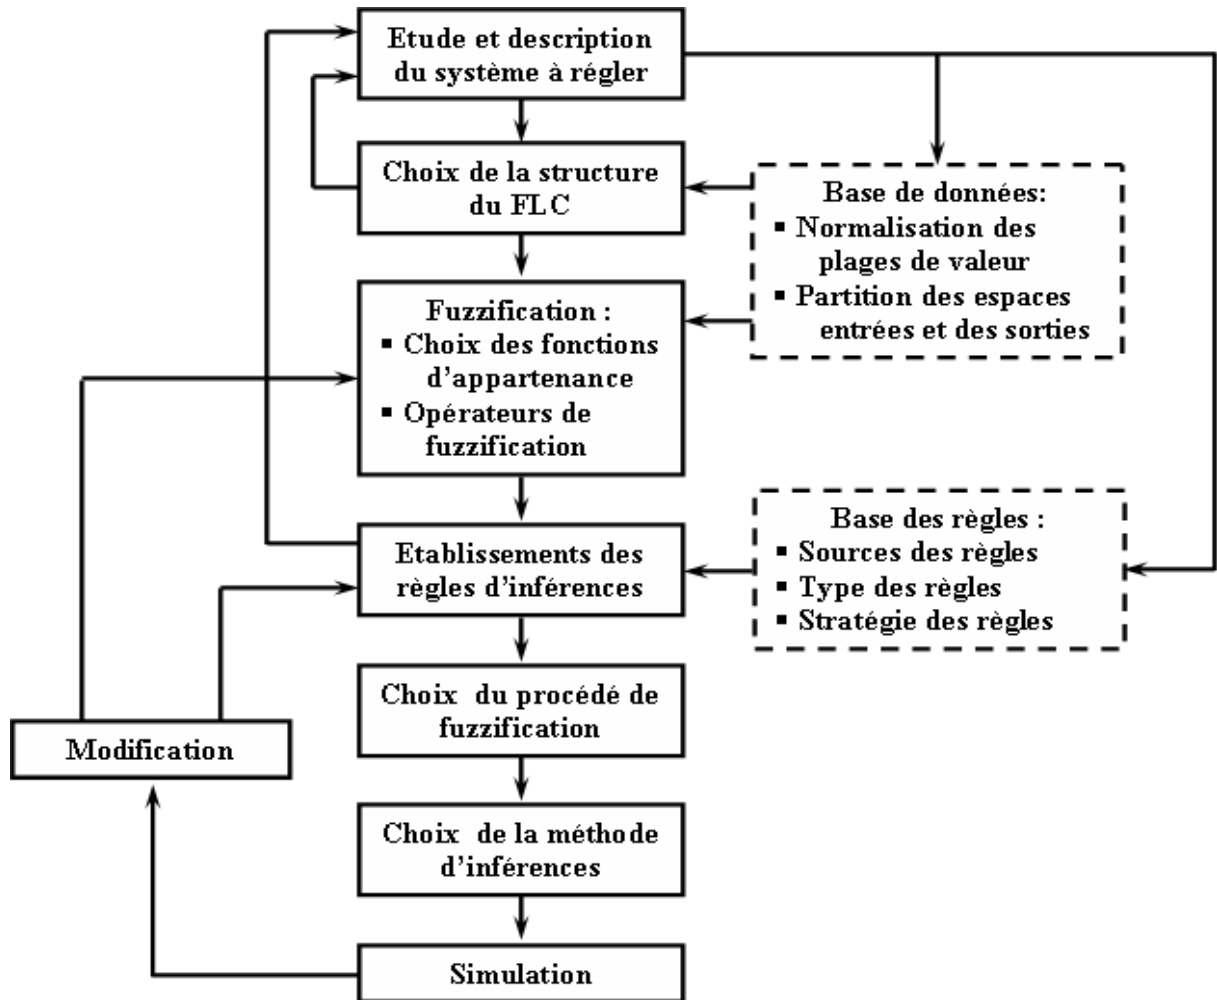 Etude et description
du système à régler
Choix de la structure
du FLC
Base de données:
▪ Normalisation des
plages de valeur
▪ Partition des espaces
entrées et des sorties
Fuzzification :
▪ Choix des fonctions
d'appartenance
▪ Opérateurs de
fuzzification
Base des règles :
▪ Sources des règles
▪ Type des règles
▪ Stratégie des règles
Etablissements des
règles d'inférences
Choix du procédé de
fuzzification
Modification
Choix de la méthode
d'inférences
Simulation